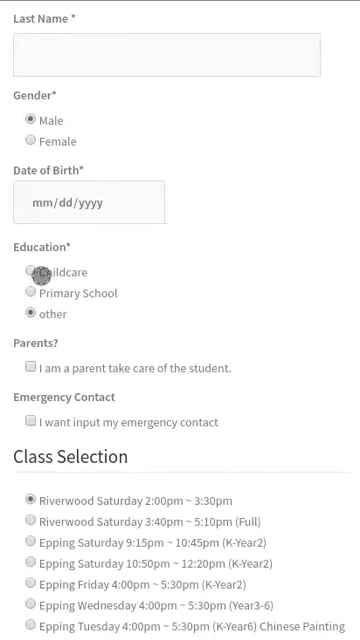 Last Name *
Gender*
Male
Female
Date of Birth*
mm/dd/yyyy
Education*
Childcare
Primary School
other
Parents?
I am a parent take care of the student.
Emergency Contact
I want input my emergency contact
Class Selection
Riverwood Saturday 2:00pm ~ 3:30pm
Riverwood Saturday 3:40pm ~ 5:10pm (Full)
Epping Saturday 9:15pm ~ 10:45pm (K-Year2)
Epping Saturday 10:50pm ~ 12:20pm (K-Year2)
Epping Friday 4:00pm ~ 5:30pm (K-Year2)
Epping Wednesday 4:00pm ~ 5:30pm (Year3-6)
Epping Tuesday 4:00pm ~ 5:30pm (K-Year6) Chinese Painting